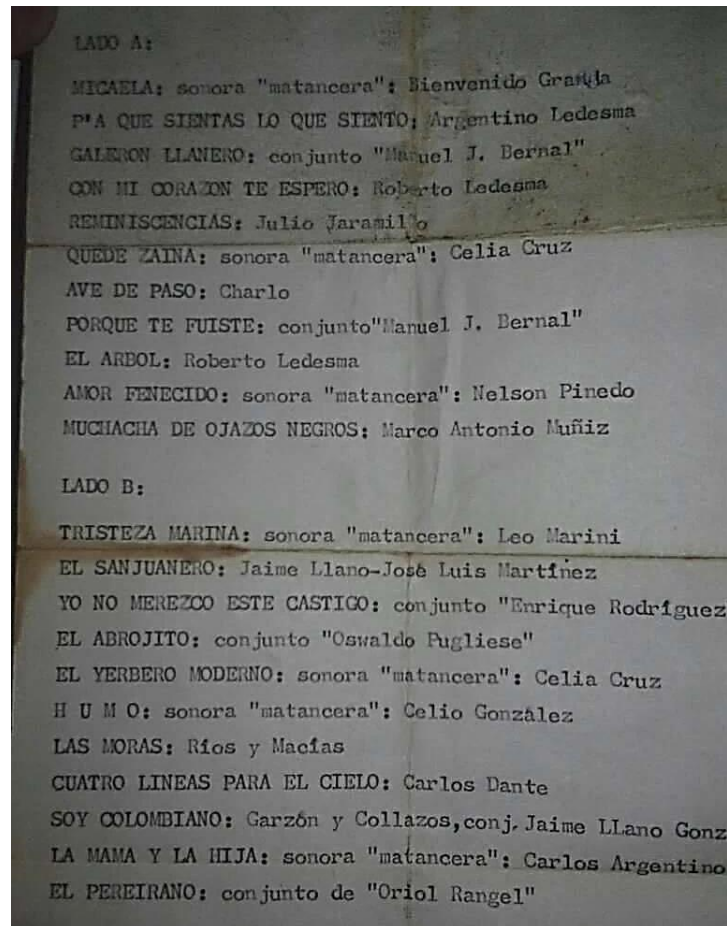 LADO A:
MICAELA: sonora "matancera": Bienvenido Granda
P'A QUE SIENTAS LO QUE SIENTO: Argentino Ledesma
GALERON LLANERO: conjunto "Manuel J. Bernal"
CON MI CORAZON TE ESPERO: Roberto Ledesma
REMINISCENCIAS: Julio Jaramillo
QUEDE ZAINA: sonora "matancera": Celia Cruz
AVE DE PASO: Charlo
PORQUE TE FUISTE: conjunto"Manuel J. Bernal"
EL ARBOL: Roberto Ledesma
AMOR FENECIDO: sonora "matancera": Nelson Pinedo
MUCHACHA DE OJAZOS NEGROS: Marco Antonio Muñiz
LADO B:
TRISTEZA MARINA: sonora "matancera": Leo Marini
EL SANJUANERO: Jaime Llano-José Luis Martínez
YO NO MEREZCO ESTE CASTIGO: conjunto "Enrique Rodríguez
EL ABROJITO: conjunto "Oswaldo Pugliese"
EL YERBERO MODERNO: sonora "matancera": Celia Cruz
H U M O: sonora "matancera": Celio González
LAS MORAS: Ríos y Macías
CUATRO LINEAS PARA EL CIELO: Carlos Dante
SOY COLOMBIANO: Garzón y Collazos,conj. Jaime LLano Gonz
LA MAMA Y LA HIJA: sonora "matancera": Carlos Argentino
EL PEREIRANO: conjunto de "Oriol Rangel"